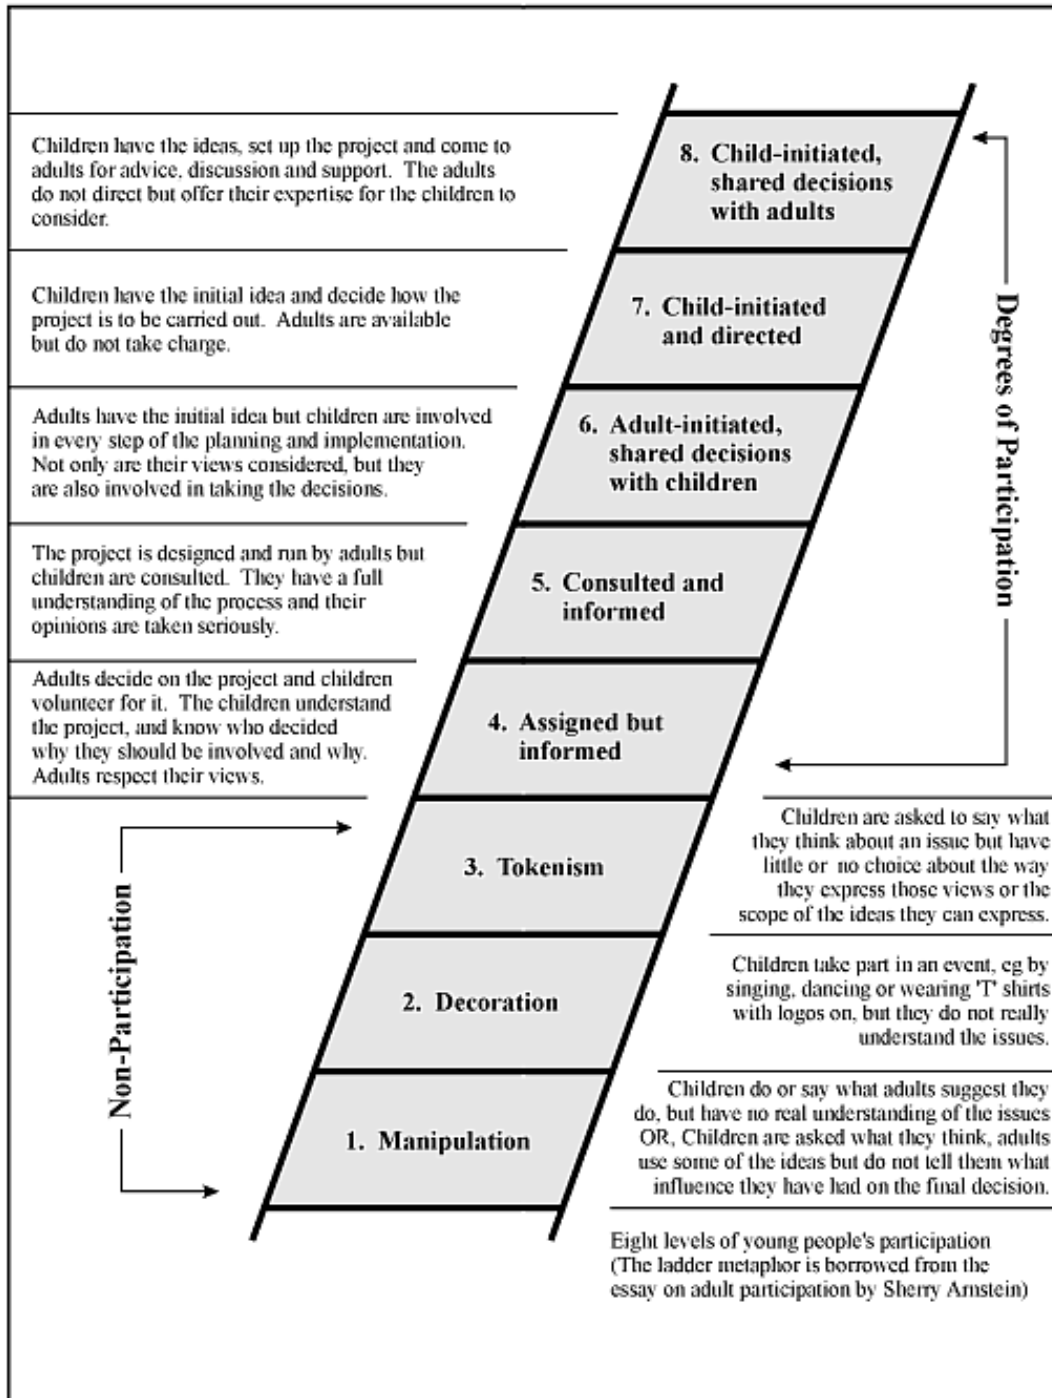 Children have the ideas, set up the project and come to
adults for advice, discussion and support.  The adults
do not direct but offer their expertise for the children to
consider.
8.  Child-initiated,
shared decisions
with adults
Children have the initial idea and decide how the
project is to be carried out.  Adults are available
but do not take charge.
7.  Child-initiated
and directed
Adults have the initial idea but children are involved
in every step of the planning and implementation.
Not only are their views considered, but they
are also involved in taking the decisions.
6.  Adult-initiated,
shared decisions
with children
Degrees of Participation
The project is designed and run by adults but
children are consulted.  They have a full
understanding of the process and their
opinions are taken seriously.
5.  Consulted and
informed
Adults decide on the project and children
volunteer for it.  The children understand
the project, and know who decided
why they should be involved and why.
Adults respect their views.
4.  Assigned but
informed
3.  Tokenism
Children are asked to say what
they think about an issue but have
little or  no choice about the way
they express those views or the
scope of the ideas they can express.
Non-Participation
2.  Decoration
Children take part in an event, eg by
singing, dancing or wearing 'T' shirts
with logos on, but they do not really
understand the issues.
1.  Manipulation
Children do or say what adults suggest they
do, but have no real understanding of the issues
OR, Children are asked what they think, adults
use some of the ideas but do not tell them what
influence they have had on the final decision.
Eight levels of young people's participation
(The ladder metaphor is borrowed from the
essay on adult participation by Sherry Arnstein)